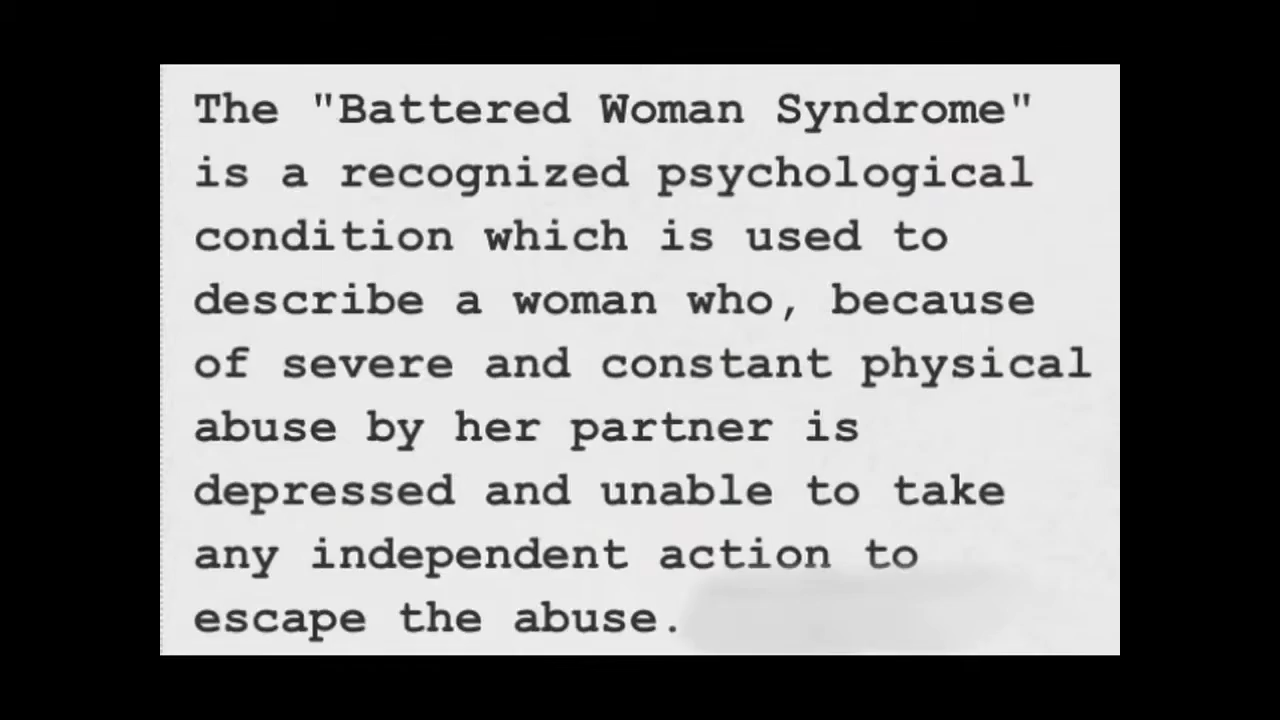 The "Battered Woman Syndrome"
is a recognized psychological
condition which is used to
describe a woman who, because
of severe and constant physical
abuse by her partner is
depressed and unable to take
any independent action to
escape the abuse.